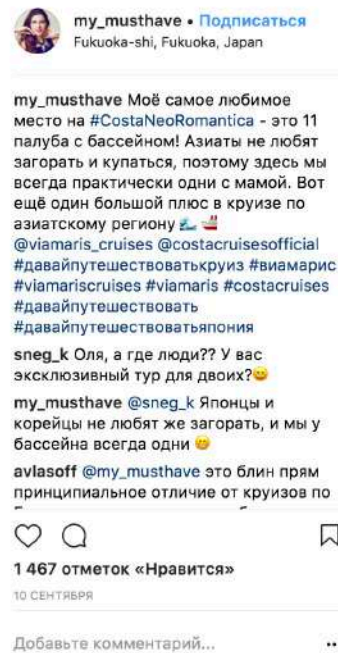 my_musthave • Подписаться
Fukuoka-shi, Fukuoka, Japan
my_musthave Моё самое любимое
место на #CostaNeoRomantica - это 11
палуба с бассейном! Азиаты не любят
загорать и купаться, поэтому здесь мы
всегда практически одни с мамой. Вот
ещё один большой плюс в круизе по
азиатскому региону 🌊 🚢
@viamaris_cruises @costacruisesofficial
#давайпутешествоватькруиз #виамарис
#viamariscruises #viamaris #costacruises
#давайпутешествовать
#давайпутешествоватьяпония
sneg_k Оля, а где люди?? У вас
эксклюзивный тур для двоих?😄
my_musthave @sneg_k Японцы и
корейцы не любят же загорать, и мы у
бассейна всегда одни 😊
avlasoff @my_musthave это блин прям
принципиальное отличие от круизов по
1 467 отметок «Нравится»
10 СЕНТЯБРЯ
Добавьте комментарий...